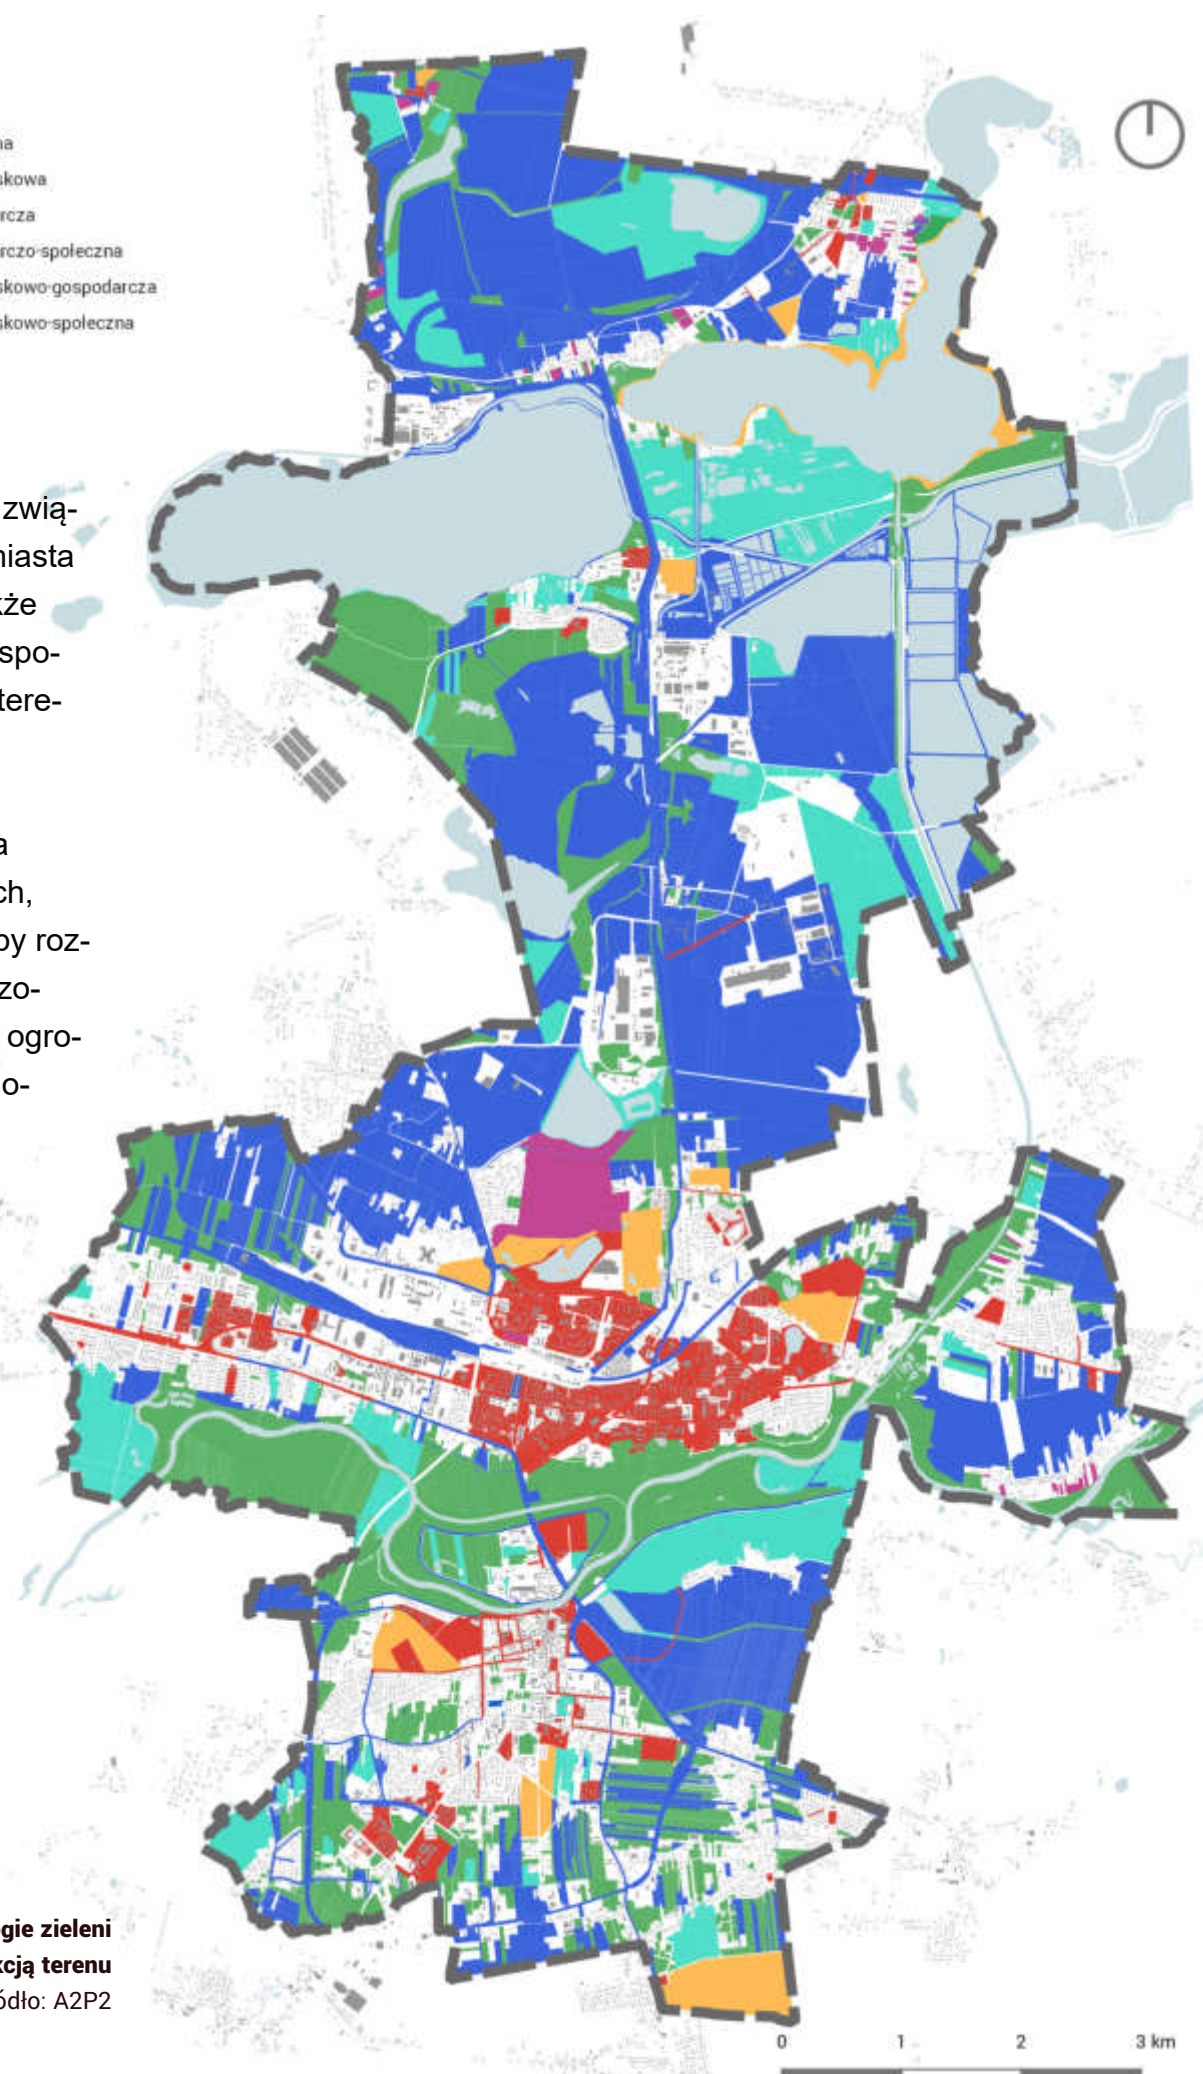 na
skowa
rcza
rczo-społeczna
skowo-gospodarcza
skowo-społeczna
zwią-
niasta
kże
spo-
tere-
a
ch,
by roz-
zo-
ogro-
o-
gie zieleni
kcją terenu
ódło: A2P2
0 1 2 3 km